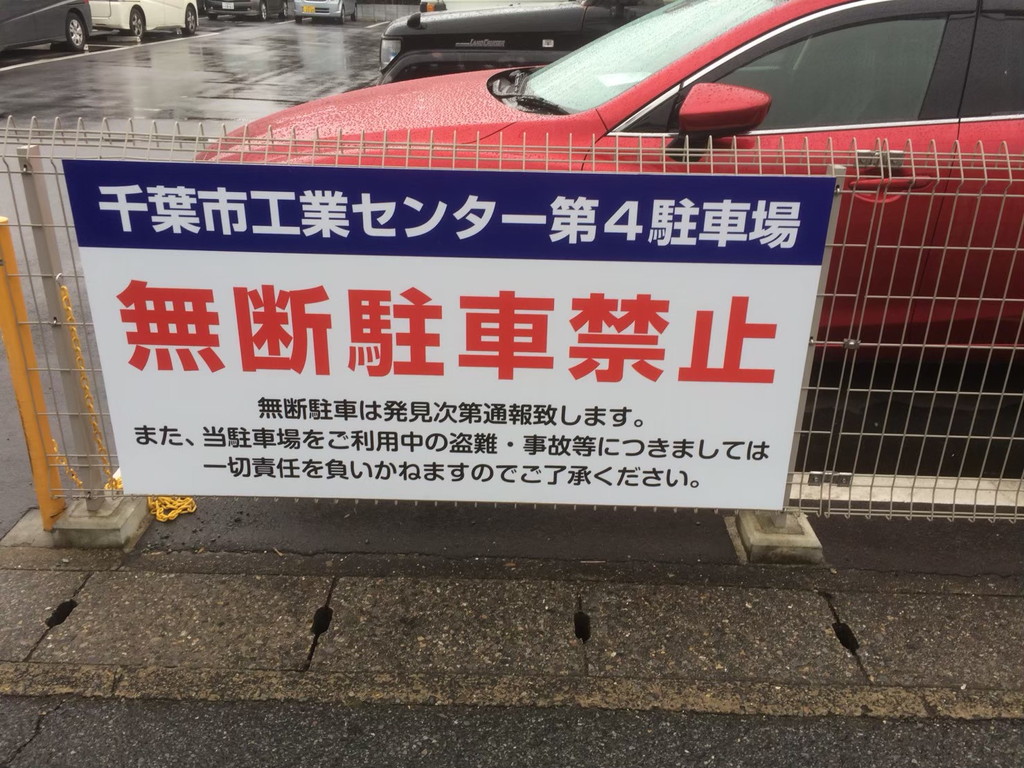 千葉市工業センター第4駐車場
無断駐車禁止
無断駐車は発見次第通報致します。
また、当駐車場をご利用中の盗難・事故等につきましては
一切責任を負いかねますのでご了承ください。